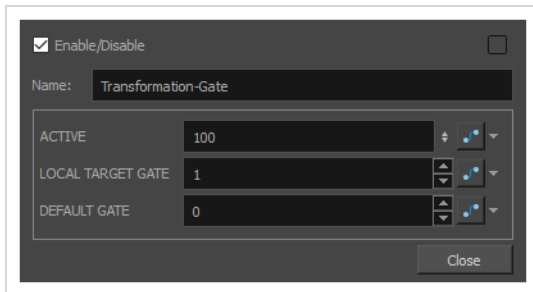 Enable/Disable
Name: Transformation-Gate
ACTIVE 100
LOCAL TARGET GATE 1
DEFAULT GATE 0
Close